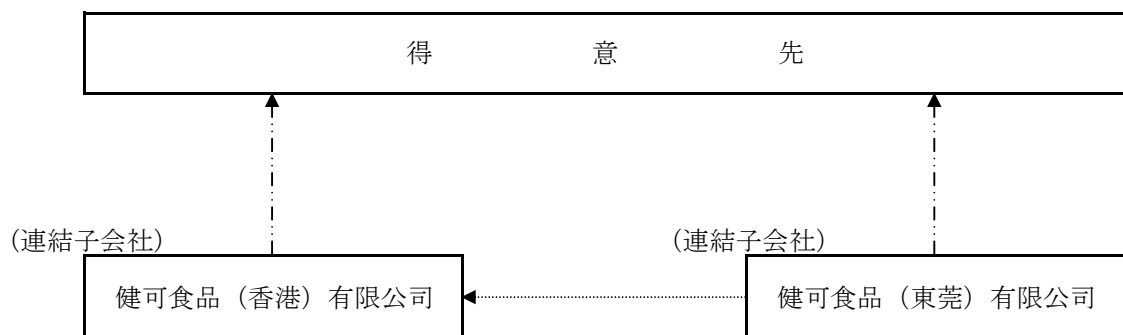 得意先
(連結子会社)
(連結子会社)
健可食品（香港）有限公司
健可食品（東莞）有限公司